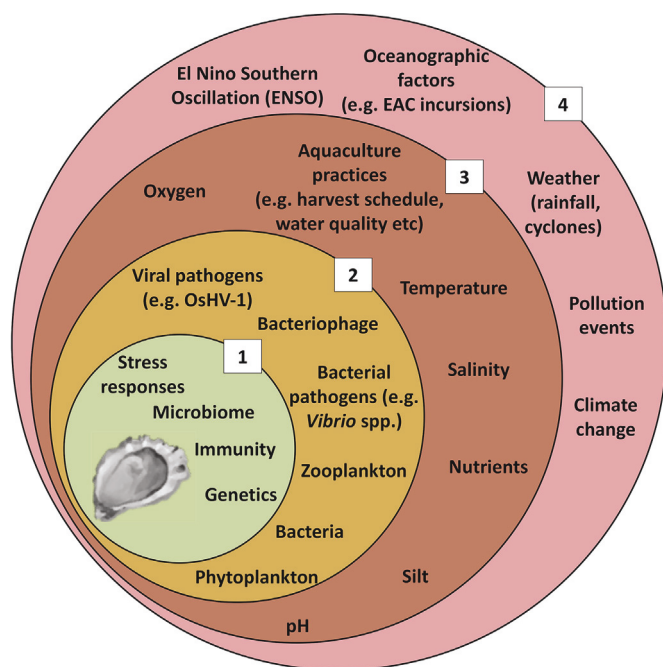 El Nino Southern
Oscillation (ENSO)
Oceanographic
factors
(e.g. EAC incursions)
4
Weather
(rainfall,
cyclones)
Pollution
events
Climate
change
Oxygen
Aquaculture
practices
(e.g. harvest schedule,
water quality etc)
3
Temperature
Salinity
Nutrients
Silt
pH
Viral pathogens
(e.g. OsHV-1)
2
Bacteriophage
Bacterial
pathogens (e.g.
Vibrio spp.)
Zooplankton
Bacteria
Phytoplankton
1
Stress
responses
Microbiome
Immunity
Genetics